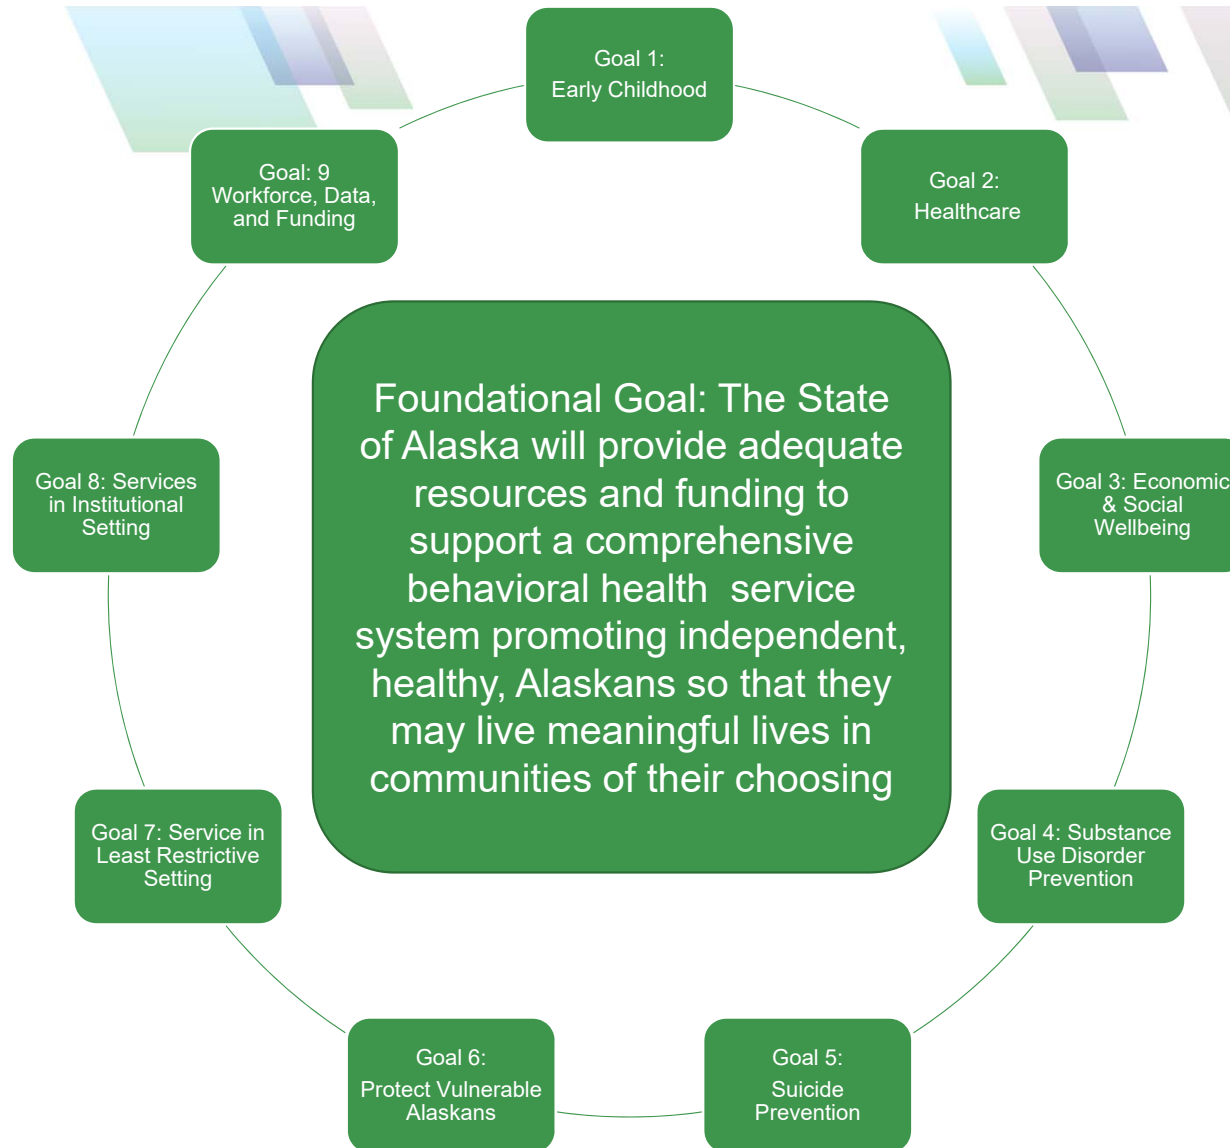 Goal 1:
Early Childhood
Goal 2:
Healthcare
Goal 3: Economic
& Social
Wellbeing
Goal 4: Substance
Use Disorder
Prevention
Goal 5:
Suicide
Prevention
Goal 6:
Protect Vulnerable
Alaskans
Goal 7: Service in
Least Restrictive
Setting
Goal 8: Services
in Institutional
Setting
Goal: 9
Workforce, Data,
and Funding
Foundational Goal: The State
of Alaska will provide adequate
resources and funding to
support a comprehensive
behavioral health  service
system promoting independent,
healthy, Alaskans so that they
may live meaningful lives in
communities of their choosing